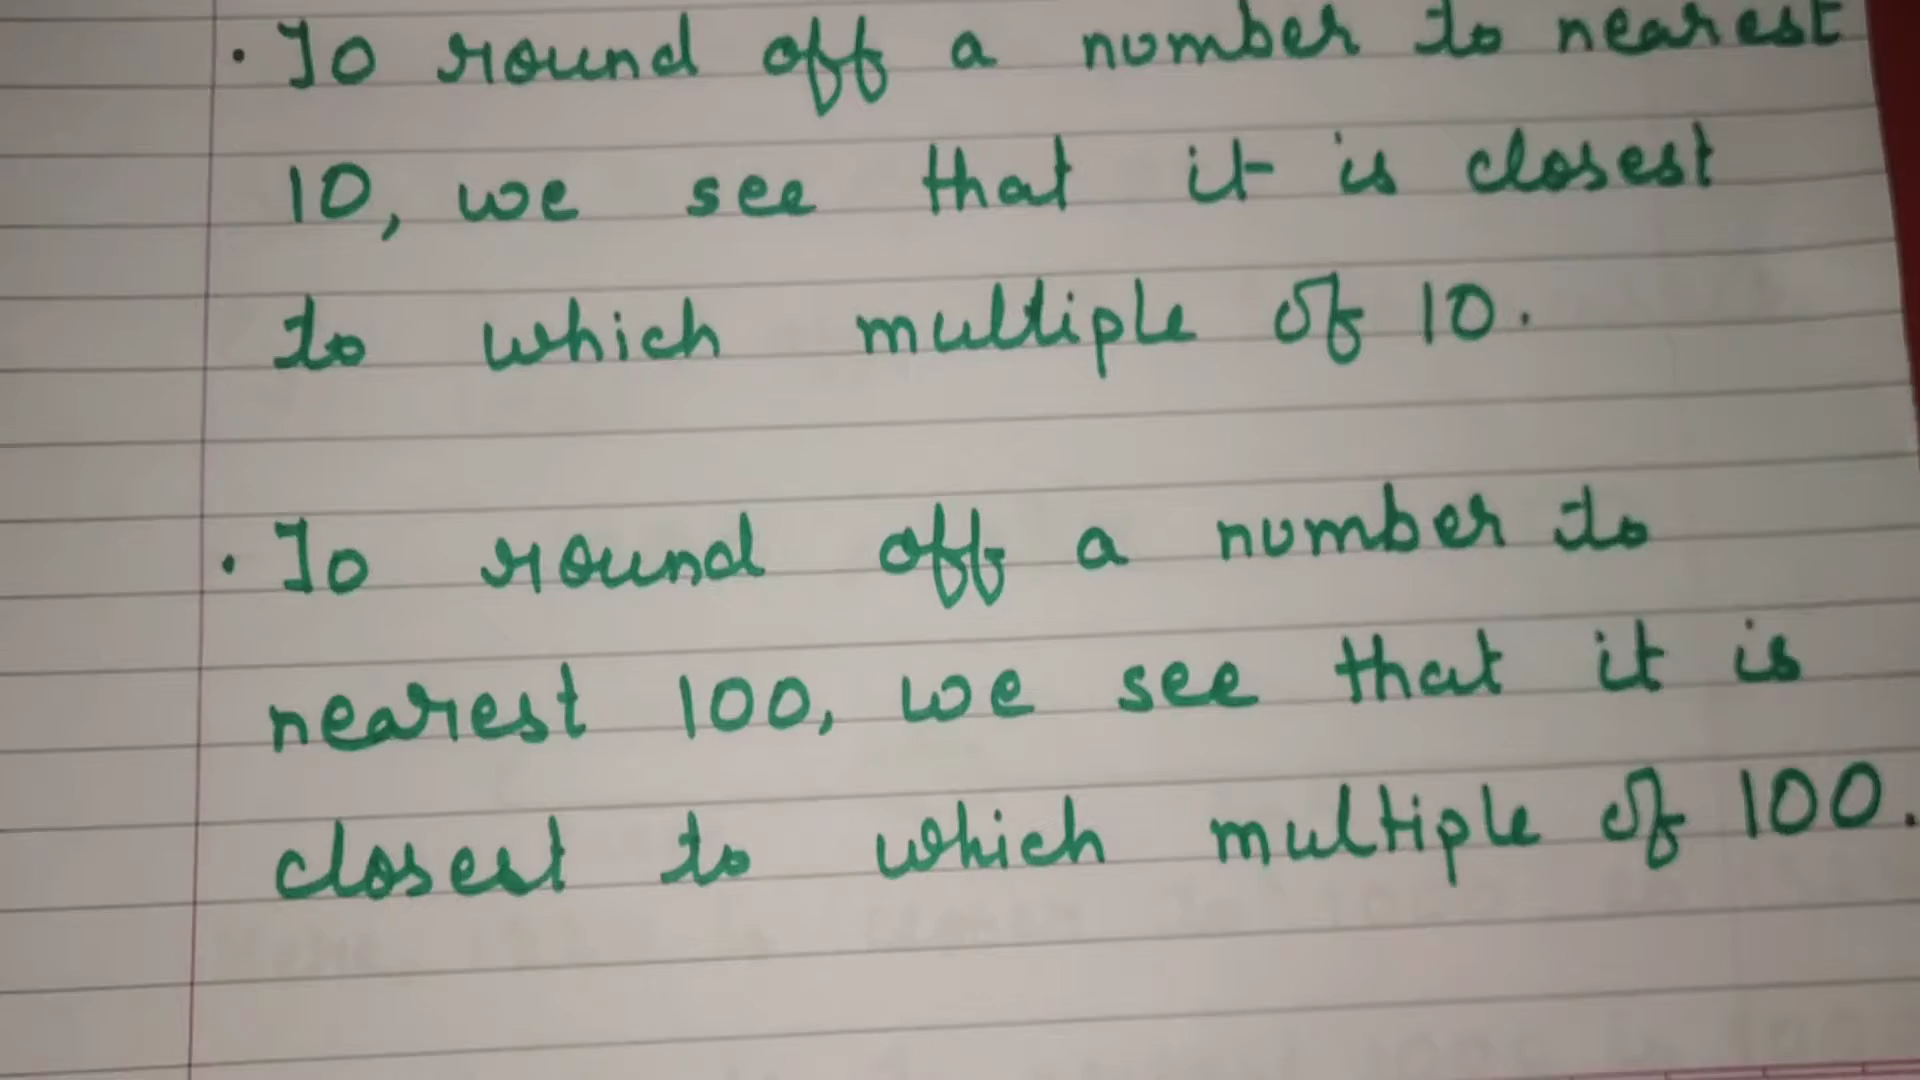 · To round off a number to nearest
10, we see that it is closest
to which multiple of 10.
· To round off a number to
nearest 100, we see that it is
closest to which multiple of 100.